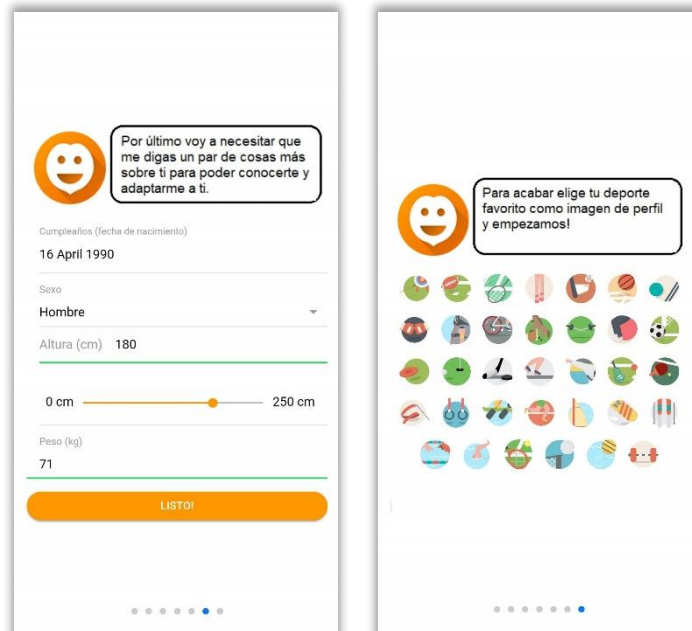 Por último voy a necesitar que
me digas un par de cosas más
sobre ti para poder conocerte y
adaptarme a ti.
Cumpleaños (fecha de nacimiento)
16 April 1990
Sexo
Hombre
Altura (cm) 180
0 cm 250 cm
Peso (kg)
71
LISTO!
Para acabar elige tu deporte
favorito como imagen de perfil
y empezamos!